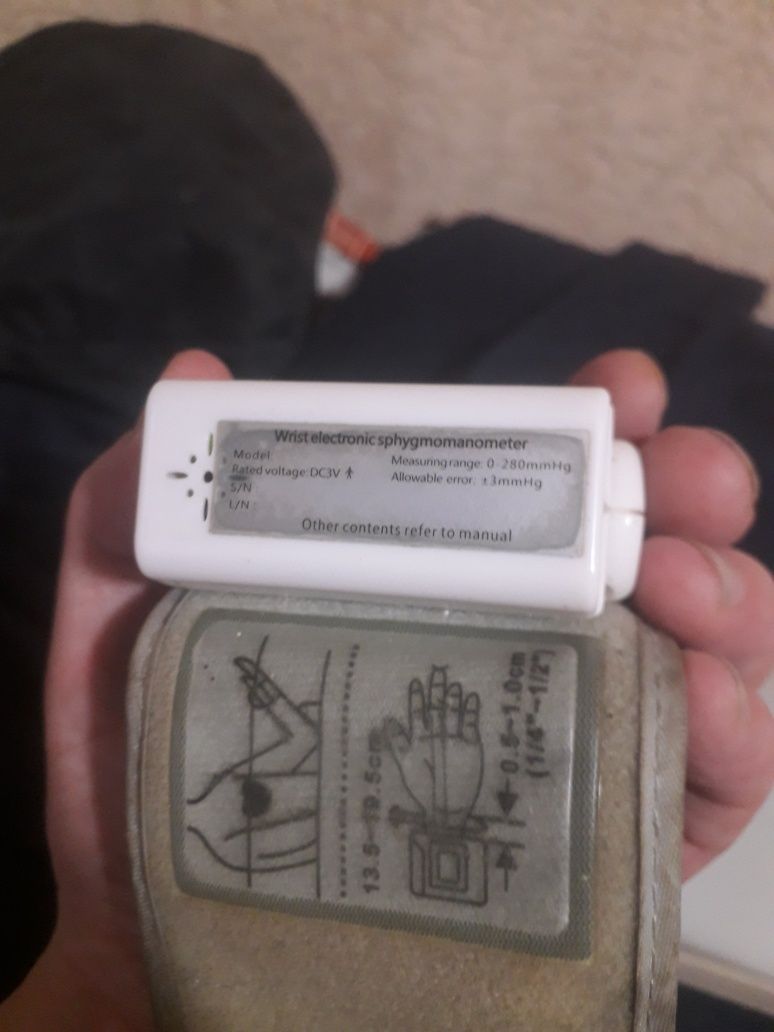 Wrist electronic sphygmomanometer
Model:
Rated voltage: DC3V
S/N
L/N :
Measuring range: 0-280mmHg
Allowable error: ±3mmHg
Other contents refer to manual
13.5-19.5cm
0.5-1.0cm
(1/4"-1/2")